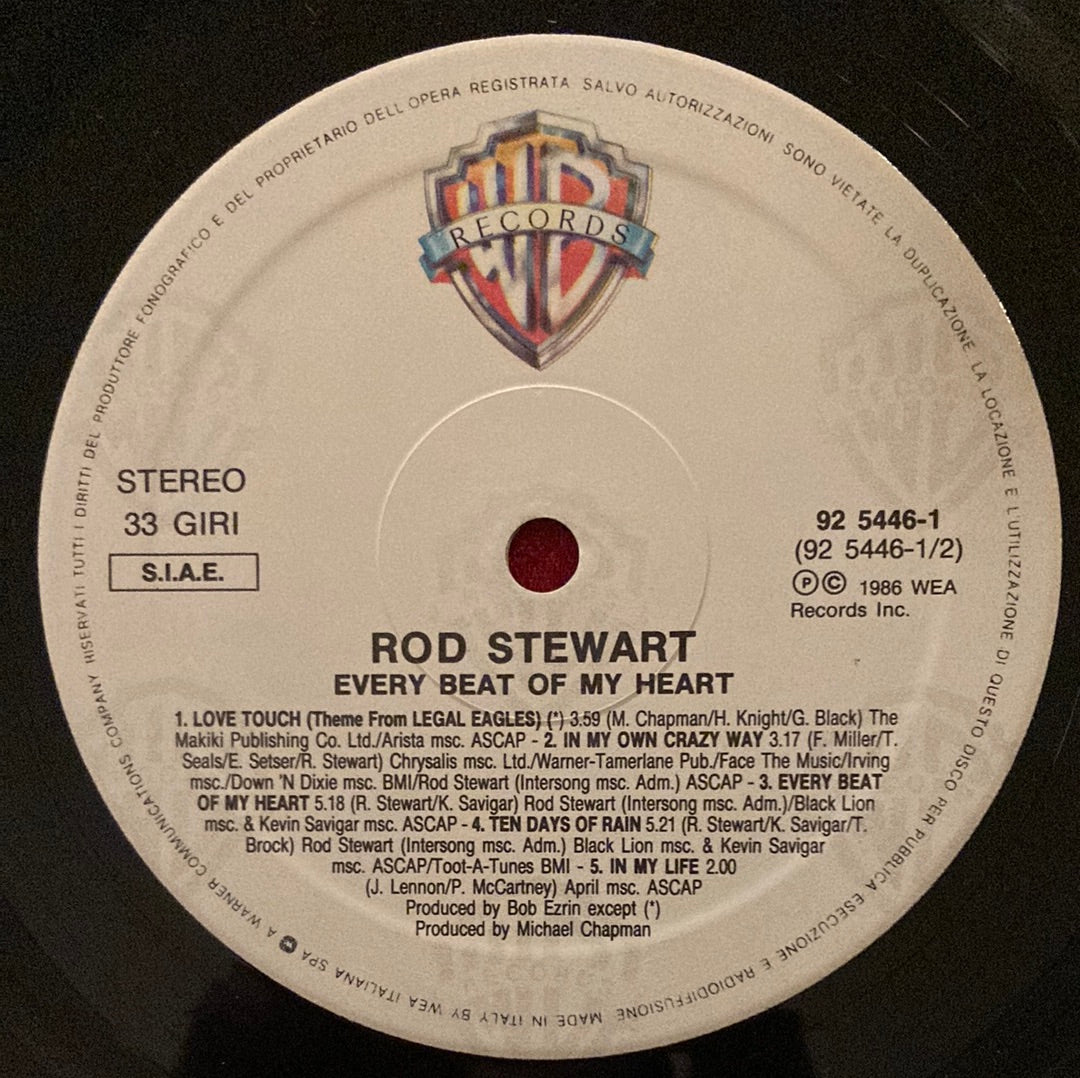 RISERVATI TUTTI I DIRITTI DEL PRODUTTORE FONOGRAFICO E DEL PROPRIETARIO DELL'OPERA REGISTRATA SALVO AUTORIZZAZIONI SONO VIETATE LA DUPLICAZIONE LA LOCAZIONE E L'UTILIZZAZIONE DI QUESTO DISCO PER PUBBLICA ESECUZIONE E RADIODIFFUSIONE MADE IN ITALY BY WEA ITALIANA SPA A WARNER COMMUNICATIONS COMPANY
WB
RECORDS
STEREO
33 GIRI
S.I.A.E.
92 5446-1
(92 5446-1/2)
Ⓟ© 1986 WEA
Records Inc.
ROD STEWART
EVERY BEAT OF MY HEART
1. LOVE TOUCH (Theme From LEGAL EAGLES) (*) 3.59 (M. Chapman/H. Knight/G. Black) The
Makiki Publishing Co. Ltd./Arista msc. ASCAP - 2. IN MY OWN CRAZY WAY 3.17 (F. Miller/T.
Seals/E. Setser/R. Stewart) Chrysalis msc. Ltd./Warner-Tamerlane Pub./Face The Music/Irving
msc./Down 'N Dixie msc. BMI/Rod Stewart (Intersong msc. Adm.) ASCAP - 3. EVERY BEAT
OF MY HEART 5.18 (R. Stewart/K. Savigar) Rod Stewart (Intersong msc. Adm.)/Black Lion
msc. & Kevin Savigar msc. ASCAP - 4. TEN DAYS OF RAIN 5.21 (R. Stewart/K. Savigar/T.
Brock) Rod Stewart (Intersong msc. Adm.) Black Lion msc. & Kevin Savigar
msc. ASCAP/Toot-A-Tunes BMI - 5. IN MY LIFE 2.00
(J. Lennon/P. McCartney) April msc. ASCAP
Produced by Bob Ezrin except (*)
Produced by Michael Chapman